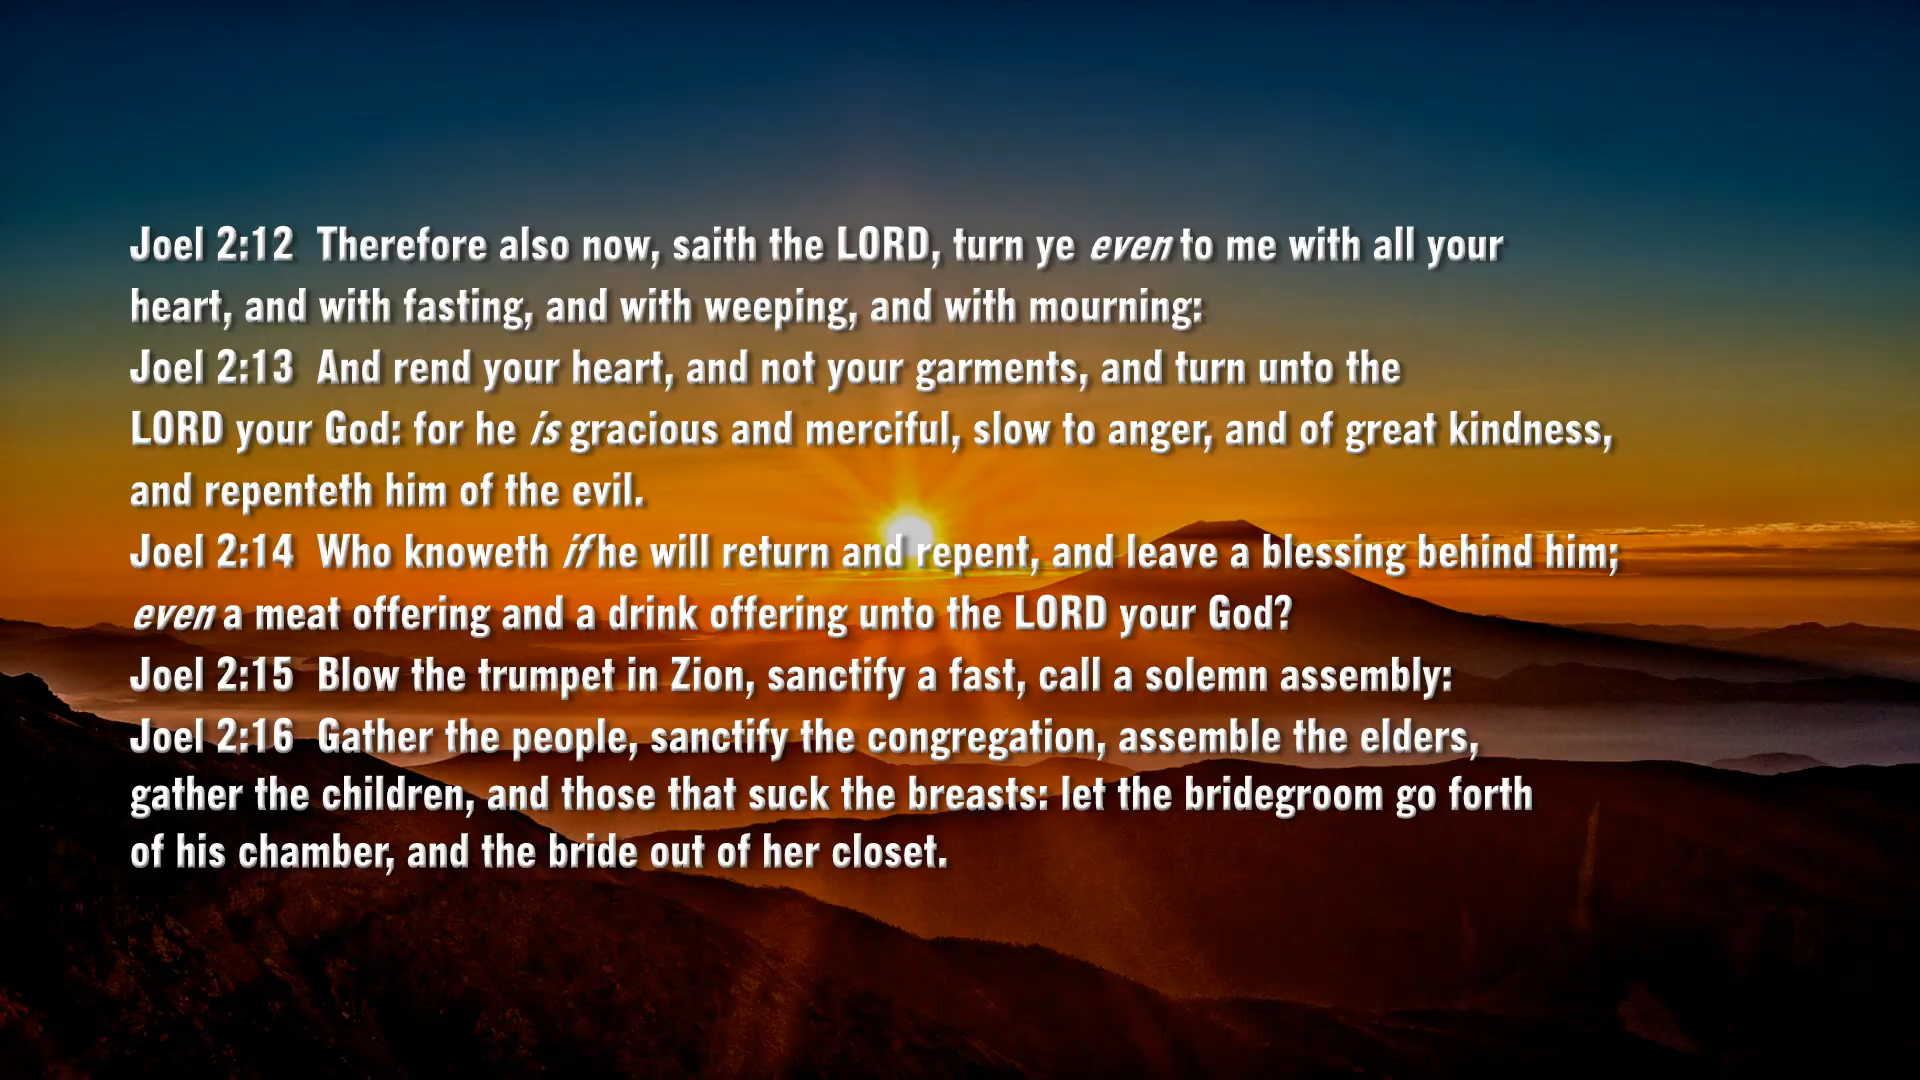 Joel 2:12 Therefore also now, saith the LORD, turn ye even to me with all your
heart, and with fasting, and with weeping, and with mourning:
Joel 2:13 And rend your heart, and not your garments, and turn unto the
LORD your God: for he is gracious and merciful, slow to anger, and of great kindness,
and repenteth him of the evil.
Joel 2:14 Who knoweth if he will return and repent, and leave a blessing behind him;
even a meat offering and a drink offering unto the LORD your God?
Joel 2:15 Blow the trumpet in Zion, sanctify a fast, call a solemn assembly:
Joel 2:16 Gather the people, sanctify the congregation, assemble the elders,
gather the children, and those that suck the breasts: let the bridegroom go forth
of his chamber, and the bride out of her closet.